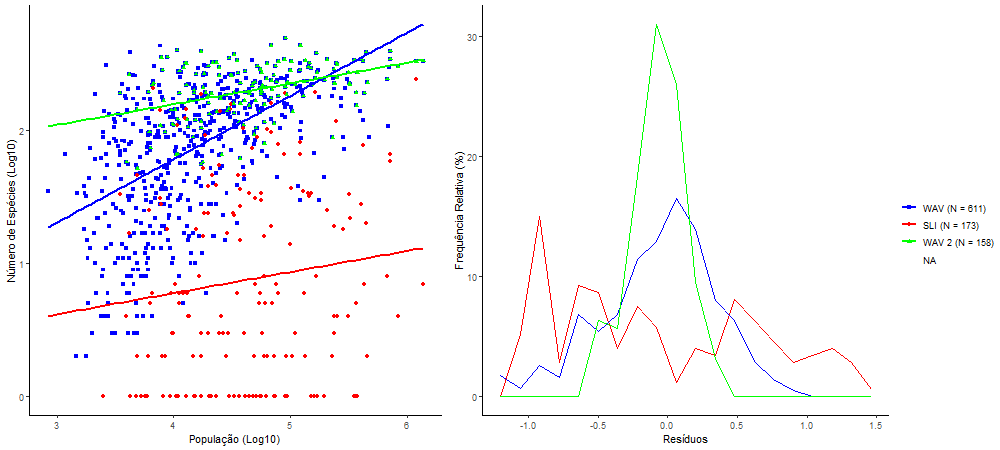 Número de Espécies (Log10)
2
1
0
3
4
5
6
População (Log10)
Frequência Relativa (%)
30
20
10
0
-1.0
-0.5
0.0
0.5
1.0
1.5
Resíduos
WAV (N = 611)
SLI (N = 173)
WAV 2 (N = 158)
NA